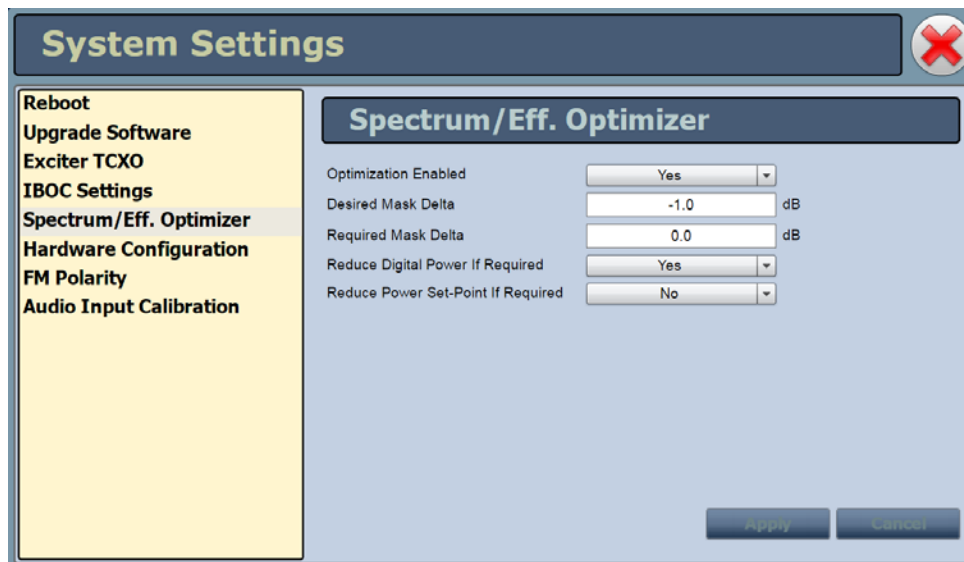 System Settings
Reboot
Upgrade Software
Exciter TCXO
IBOC Settings
Spectrum/Eff. Optimizer
Hardware Configuration
FM Polarity
Audio Input Calibration
Spectrum/Eff. Optimizer
Optimization Enabled Yes
Desired Mask Delta -1.0 dB
Required Mask Delta 0.0 dB
Reduce Digital Power If Required Yes
Reduce Power Set-Point If Required No
Apply Cancel